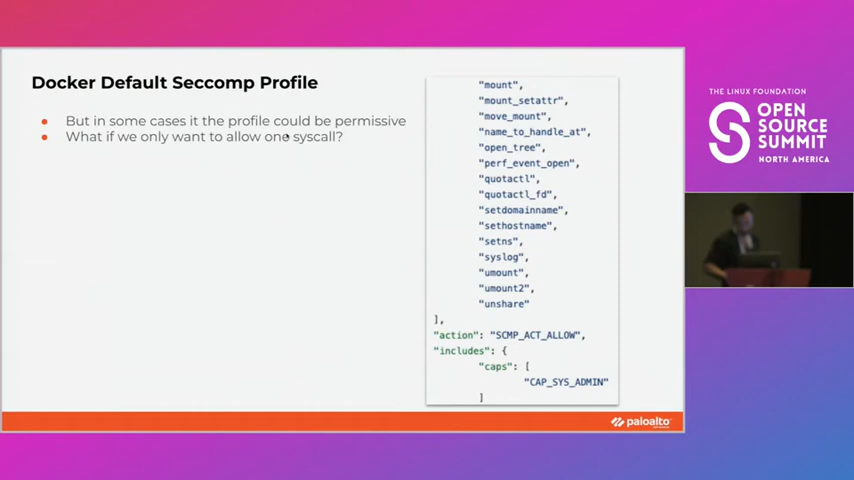 Docker Default Seccomp Profile
But in some cases it the profile could be permissive
What if we only want to allow one syscall?
"mount",
"mount_setattr",
"move_mount",
"name_to_handle_at",
"open_tree",
"perf_event_open",
"quotactl",
"quotactl_fd",
"setdomainname",
"sethostname",
"setns",
"syslog",
"umount",
"umount2",
"unshare"
],
"action": "SCMP_ACT_ALLOW",
"includes": {
"caps": [
"CAP_SYS_ADMIN"
]
paloalto
THE LINUX FOUNDATION
OPEN
SOURCE
SUMMIT
NORTH AMERICA